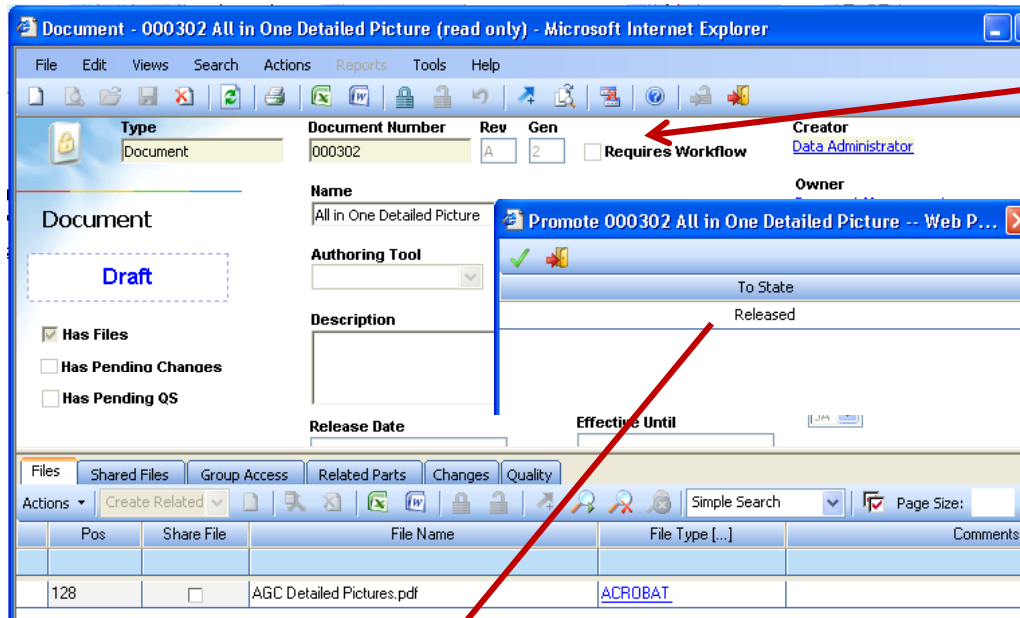 Document - 000302 All in One Detailed Picture (read only) - Microsoft Internet Explorer
File Edit Views Search Actions Reports Tools Help
Type Document Number Rev Gen Creator
Document 000302 A 2 Requires Workflow Data Administrator
Name Owner
All in One Detailed Picture
Document
Promote 000302 All in One Detailed Picture -- Web P...
Authoring Tool
Draft
To State
Released
Description
Has Files
Has Pending Changes
Has Pending QS
Release Date Effective Until
Files Shared Files Group Access Related Parts Changes Quality
Actions Create Related Simple Search Page Size:
Pos Share File File Name File Type [...] Comments
128 AGC Detailed Pictures.pdf ACROBAT